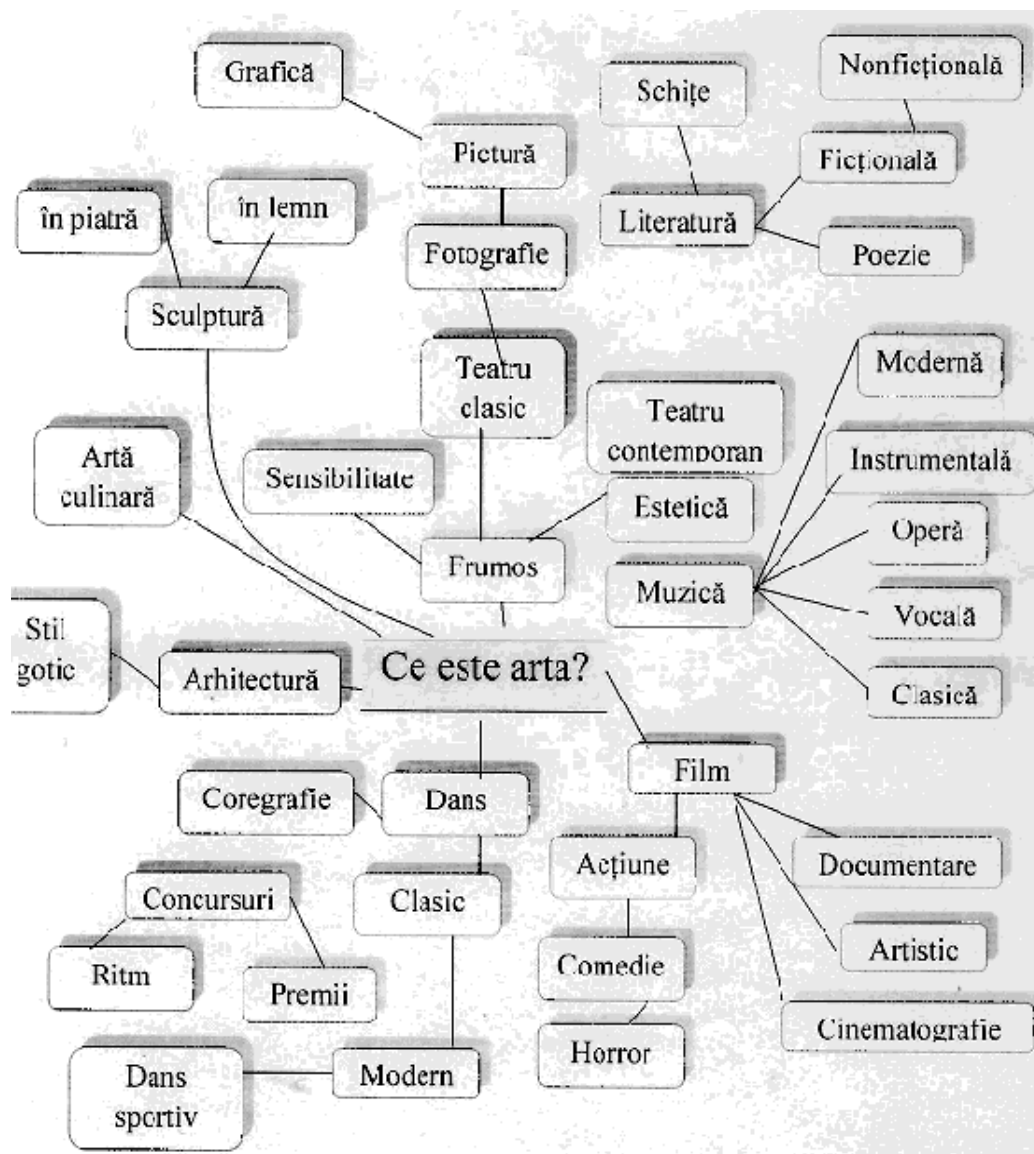 Grafică
Schițe
Nonficțională
Pictură
Ficțională
în piatră
în lemn
Literatură
Fotografie
Poezie
Sculptură
Teatru
clasic
Modernă
Teatru
contemporan
Artă
culinară
Sensibilitate
Instrumentală
Estetică
Operă
Frumos
Muzică
Vocală
Stil
gotic
Arhitectură
Ce este arta?
Clasică
Film
Coregrafie
Dans
Acțiune
Documentare
Concursuri
Clasic
Artistic
Ritm
Premii
Comedie
Cinematografie
Horror
Dans
sportiv
Modern